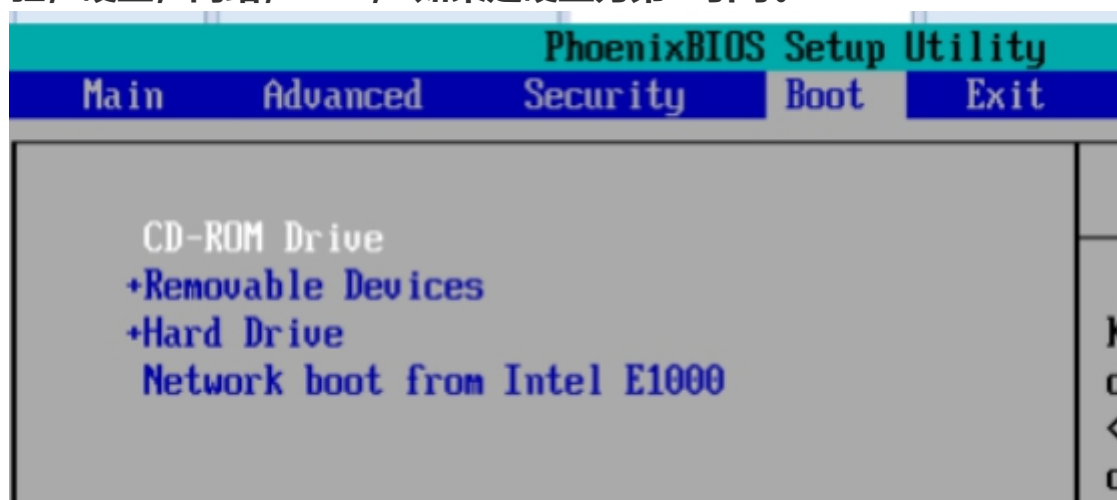 PhoenixBIOS Setup Utility
Main Advanced Security Boot Exit
CD-ROM Drive
+Removable Devices
+Hard Drive
Network boot from Intel E1000